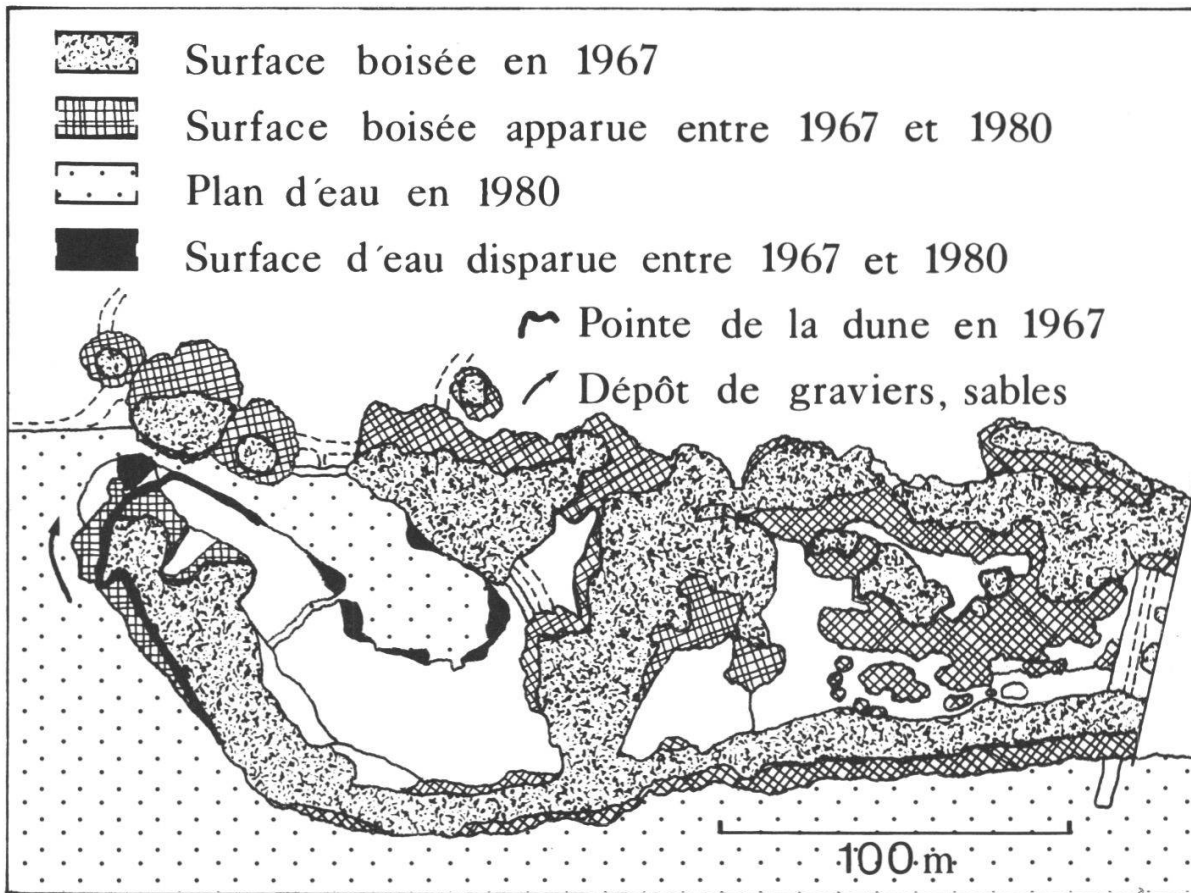 Surface boisée en 1967
Surface boisée apparue entre 1967 et 1980
Plan d'eau en 1980
Surface d'eau disparue entre 1967 et 1980
Pointe de la dune en 1967
Dépôt de graviers, sables
100 m